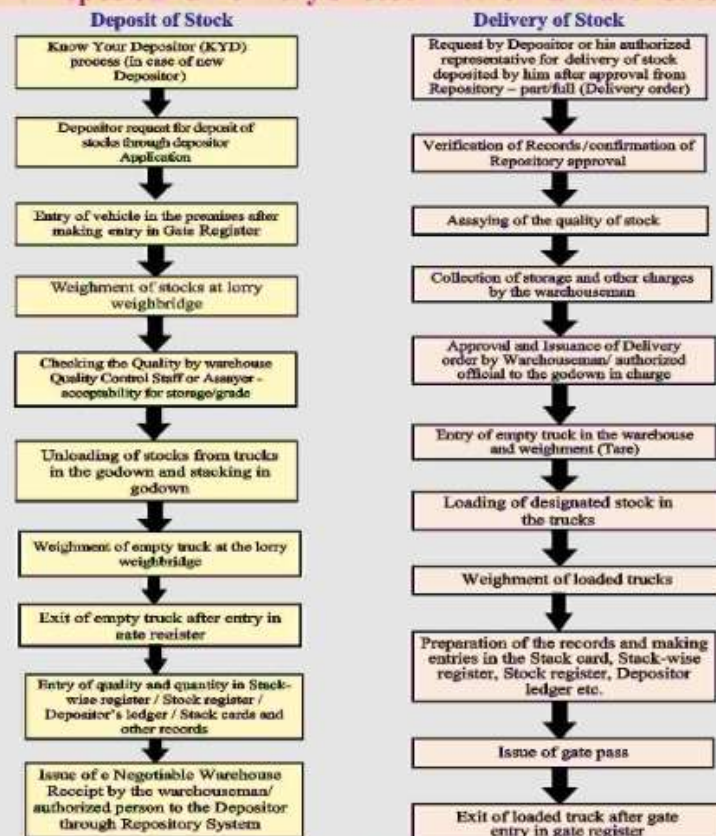 Deposit of Stock
Know Your Depositor (KYD)
process (in case of new
Depositor)
Depositor request for deposit of
stocks through depositor
Application
Entry of vehicle in the premises after
making entry in Gate Register
Weighment of stocks at lorry
weighbridge
Checking the Quality by warehouse
Quality Control Staff or Assayer -
acceptability for storage/grade
Unloading of stocks from trucks
in the godown and stacking in
godown
Weighment of empty truck at the lorry
weighbridge
Exit of empty truck after entry in
gate register
Entry of quality and quantity in Stack-
wise register / Stock register /
Depositor's ledger / Stack cards and
other records
Issue of e Negotiable Warehouse
Receipt by the warehouseman/
authorized person to the Depositor
through Repository System
Delivery of Stock
Request by Depositor or his authorized
representative for delivery of stock
deposited by him after approval from
Repository – part/full (Delivery order)
Verification of Records/confirmation of
Repository approval
Assaying of the quality of stock
Collection of storage and other charges
by the warehouseman
Approval and Issuance of Delivery
order by Warehouseman/ authorized
official to the godown in charge
Entry of empty truck in the warehouse
and weighment (Tare)
Loading of designated stock in
the trucks
Weighment of loaded trucks
Preparation of the records and making
entries in the Stack card, Stack-wise
register, Stock register, Depositor
ledger etc.
Issue of gate pass
Exit of loaded truck after gate
entry in gate register